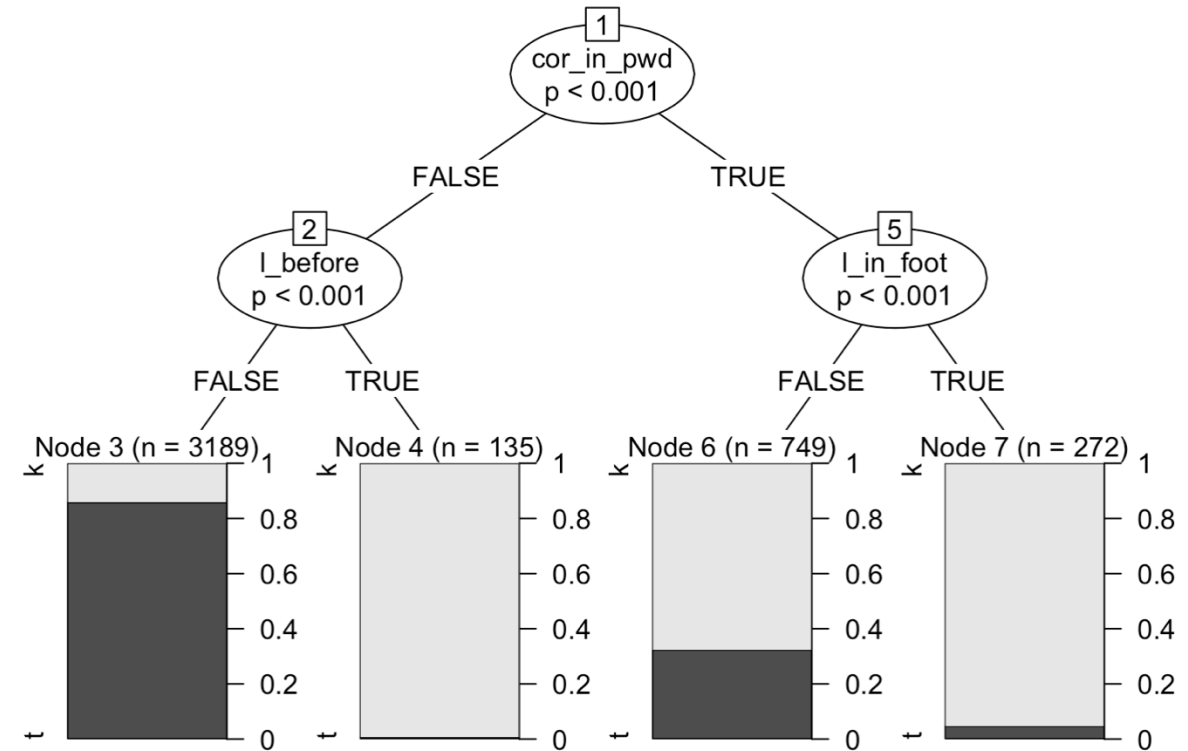 1
cor_in_pwd
p < 0.001
FALSE
TRUE
2
l_before
p < 0.001
5
l_in_foot
p < 0.001
FALSE
TRUE
FALSE
TRUE
Node 3 (n = 3189)
k
t
1
0.8
0.6
0.4
0.2
0
Node 4 (n = 135)
k
t
1
0.8
0.6
0.4
0.2
0
Node 6 (n = 749)
k
t
1
0.8
0.6
0.4
0.2
0
Node 7 (n = 272)
k
t
1
0.8
0.6
0.4
0.2
0